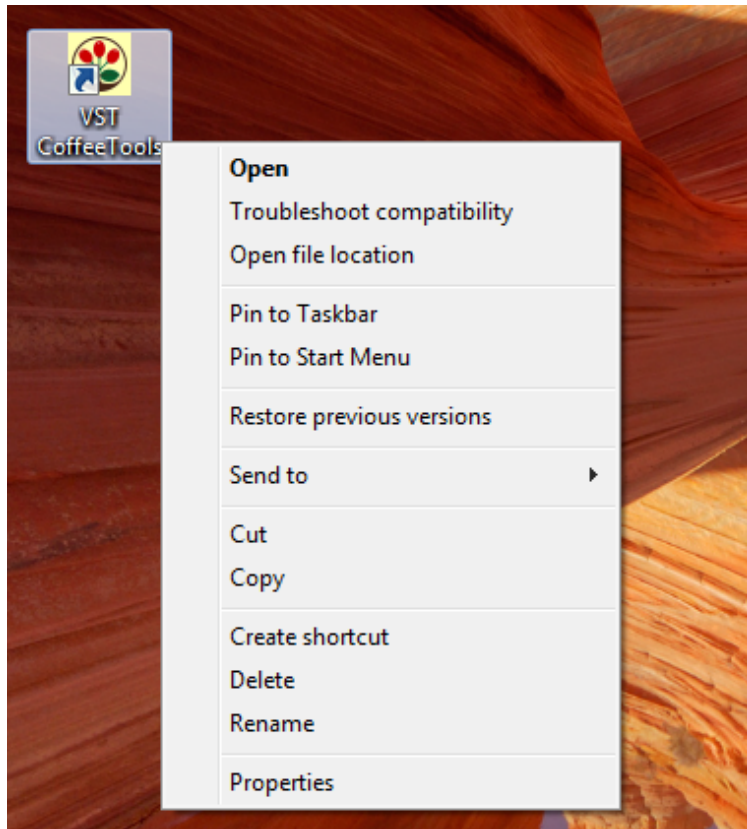 VST
CoffeeTools
Open
Troubleshoot compatibility
Open file location
Pin to Taskbar
Pin to Start Menu
Restore previous versions
Send to
Cut
Copy
Create shortcut
Delete
Rename
Properties